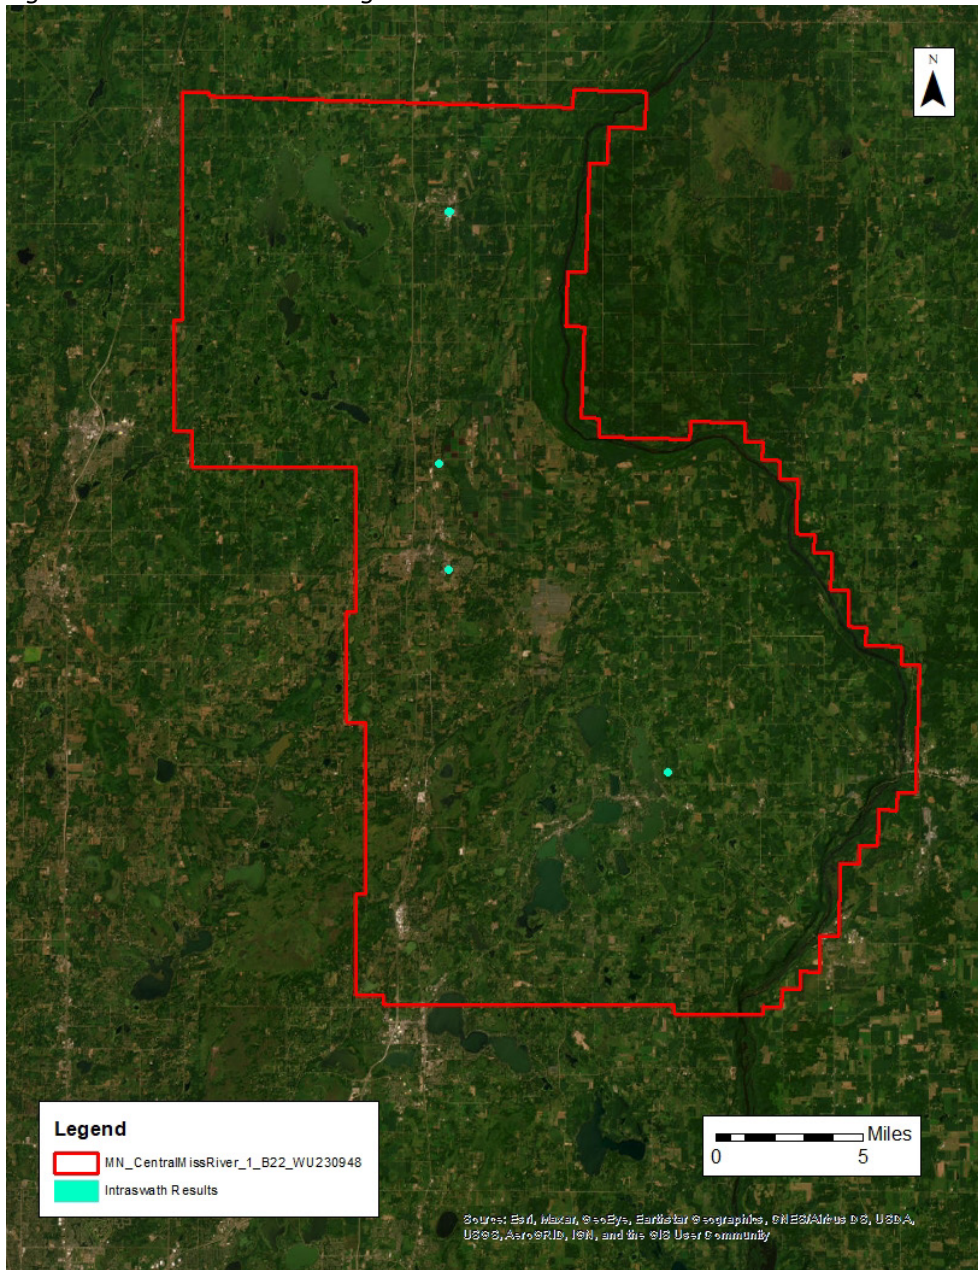 N
Legend
MN_CentralMissRiver_1_B22_WU230948
Intraswath Results
Miles
0 5
Source: Esri, Maxar, GeoEye, Earthstar Geographics, CNES/Airbus DS, USDA,
USGS, AeroGRID, IGN, and the GIS User Community